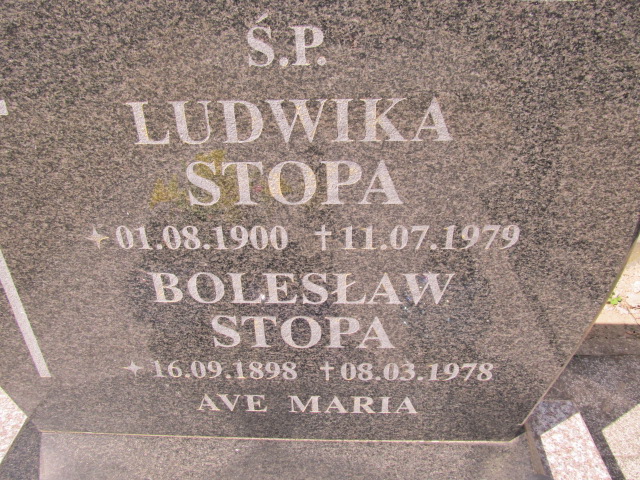 Ś.P.
LUDWIKA
STOPA
✦01.08.1900 ✝11.07.1979
BOLESŁAW
STOPA
✦16.09.1898 ✝08.03.1978
AVE MARIA